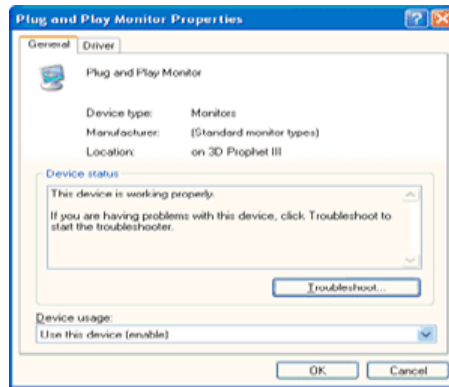 Plug and Play Monitor Properties
General Driver
Plug and Play Monitor
Device type: Monitors
Manufacturer: (Standard monitor types)
Location: on 3D Prophet III
Device status
This device is working properly.
If you are having problems with this device, click Troubleshoot to
start the troubleshooter.
Troubleshoot...
Device usage:
Use this device (enable)
OK Cancel